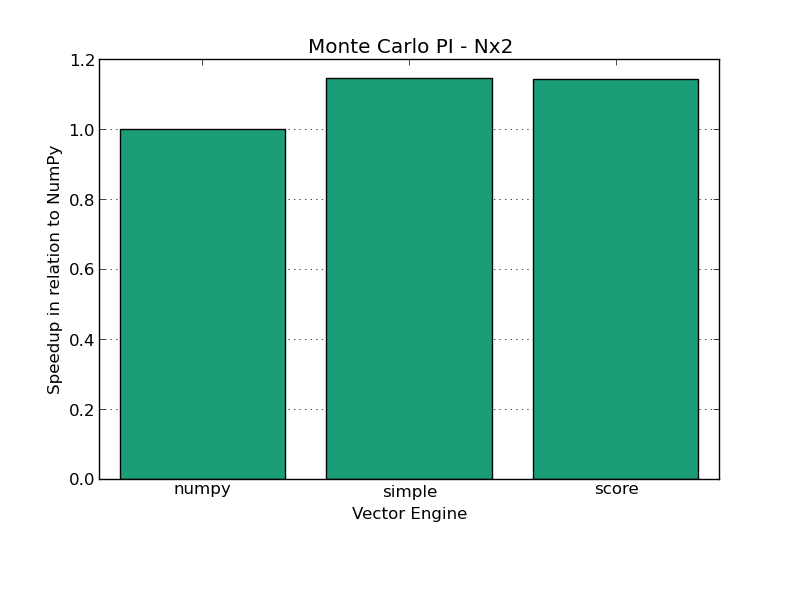 Monte Carlo PI - Nx2
Speedup in relation to NumPy
1.2
1.0
0.8
0.6
0.4
0.2
0.0
numpy
simple
score
Vector Engine